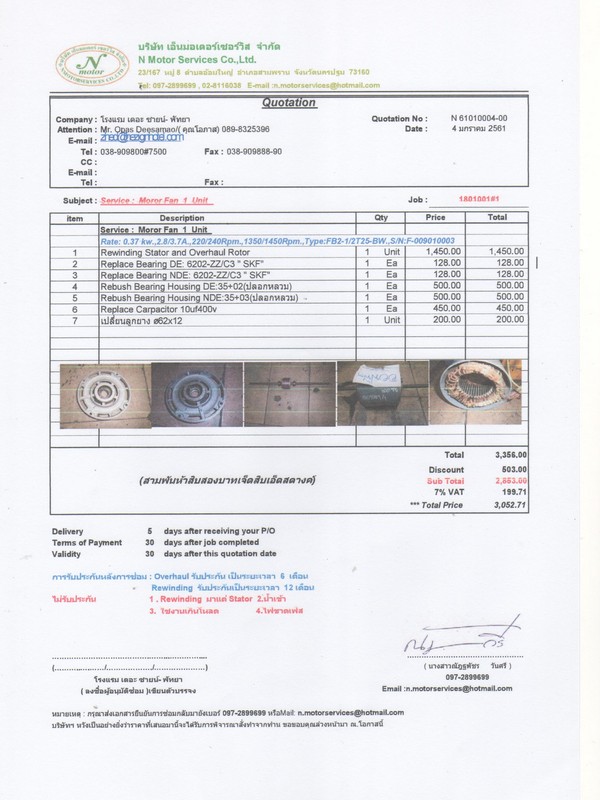 บริษัท เอ็นมอเตอร์เซอร์วิส จำกัด
N Motor Services Co.,Ltd.
23/167 หมู่ 8 ตำบลอ้อมใหญ่ อำเภอสามพราน จังหวัดนครปฐม 73160
Tel: 097-2899699 , 02-8116038 E-mail :n.motorservices@hotmail.com
N
motor
Quotation
Company : โรงแรม เดอะ ซายน์- พัทยา Quotation No : N 61010004-00
Attention : Mr. Opas Deesamao/( คุณโอภาส) 089-8325396 Date : 4 มกราคม 2561
E-mail :
Tel : 038-909800#7500 Fax : 038-909888-90
CC :
E-mail :
Tel : Fax :
Subject : Service : Moror Fan 1 Unit Job : 1801001#1
item Description Qty Price Total
Service : Moror Fan 1 Unit
Rate: 0.37 kw.,2.8/3.7A.,220/240Rpm.,1350/1450Rpm.,Type:FB2-1/2T25-BW.,S/N:F-009010003
1 Rewinding Stator and Overhaul Rotor 1 Unit 1,450.00 1,450.00
2 Replace Bearing DE: 6202-ZZ/C3 " SKF" 1 Ea 128.00 128.00
3 Replace Bearing NDE: 6202-ZZ/C3 " SKF" 1 Ea 128.00 128.00
4 Rebush Bearing Housing DE:35+02(ปลอกหลวม) 1 Ea 500.00 500.00
5 Rebush Bearing Housing NDE:35+03(ปลอกหลวม) 1 Ea 500.00 500.00
6 Replace Carpacitor 10uf400v 1 Ea 450.00 450.00
7 เปลี่ยนลูกยาง ø62x12 1 Unit 200.00 200.00
Total 3,356.00
Discount 503.00
(สามพันห้าสิบสองบาทเจ็ดสิบเอ็ดสตางค์) Sub Total 2,853.00
7% VAT 199.71
*** Total Price 3,052.71
Delivery 5 days after receiving your P/O
Terms of Payment 30 days after job completed
Validity 30 days after this quotation date
การรับประกันหลังการซ่อม : Overhaul รับประกัน เป็นระยะเวลา 6 เดือน
Rewinding รับประกันเป็นระยะเวลา 12 เดือน
ไม่รับประกัน 1 . Rewinding มาแต่ Stator 2.น้ำเข้า
3. ใช้งานเกินโหลด 4.ไฟขาดเฟส
(............/............../..............)
โรงแรม เดอะ ซายน์- พัทยา
( ลงชื่อผู้อนุมัติซ่อม )เขียนตัวบรรจง
( นางสาวณัฏฐพัชร วันศรี )
097-2899699
Email :n.motorservices@hotmail.com
หมายเหตุ : กรุณาส่งเอกสารยืนยันการซ่อมกลับมายังเบอร์ 097-2899699 หรือMail: n.motorservices@hotmail.com
บริษัทฯ หวังเป็นอย่างยิ่งว่าราคาที่เสนอมานี้จะได้รับการพิจารณาสั่งทำจากท่าน ขอขอบคุณล่วงหน้ามา ณ.โอกาสนี้